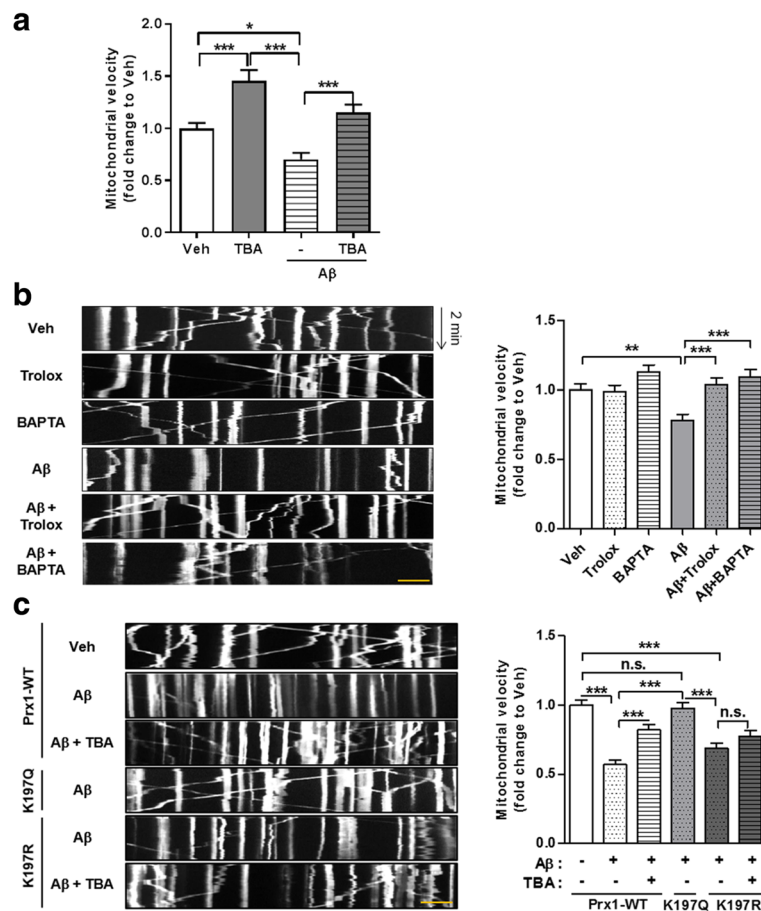 a
Mitochondrial velocity
(fold change to Veh)
2.0
1.5
1.0
0.5
0.0
*
*** ***
***
Veh TBA - TBA
Aβ
b
Veh
Trolox
BAPTA
Aβ
Aβ +
Trolox
Aβ +
BAPTA
2 min
Mitochondrial velocity
(fold change to Veh)
1.5
1.0
0.5
0.0
***
** ***
Veh Trolox BAPTA Aβ Aβ+Trolox Aβ+BAPTA
c
Prx1-WT
K197Q
K197R
Veh
Aβ
Aβ + TBA
Aβ
Aβ
Aβ + TBA
Mitochondrial velocity
(fold change to Veh)
1.5
1.0
0.5
0.0
***
n.s.
*** *** ***
*** n.s.
Aβ : - + + + + +
TBA : - - + - - +
Prx1-WT K197Q K197R